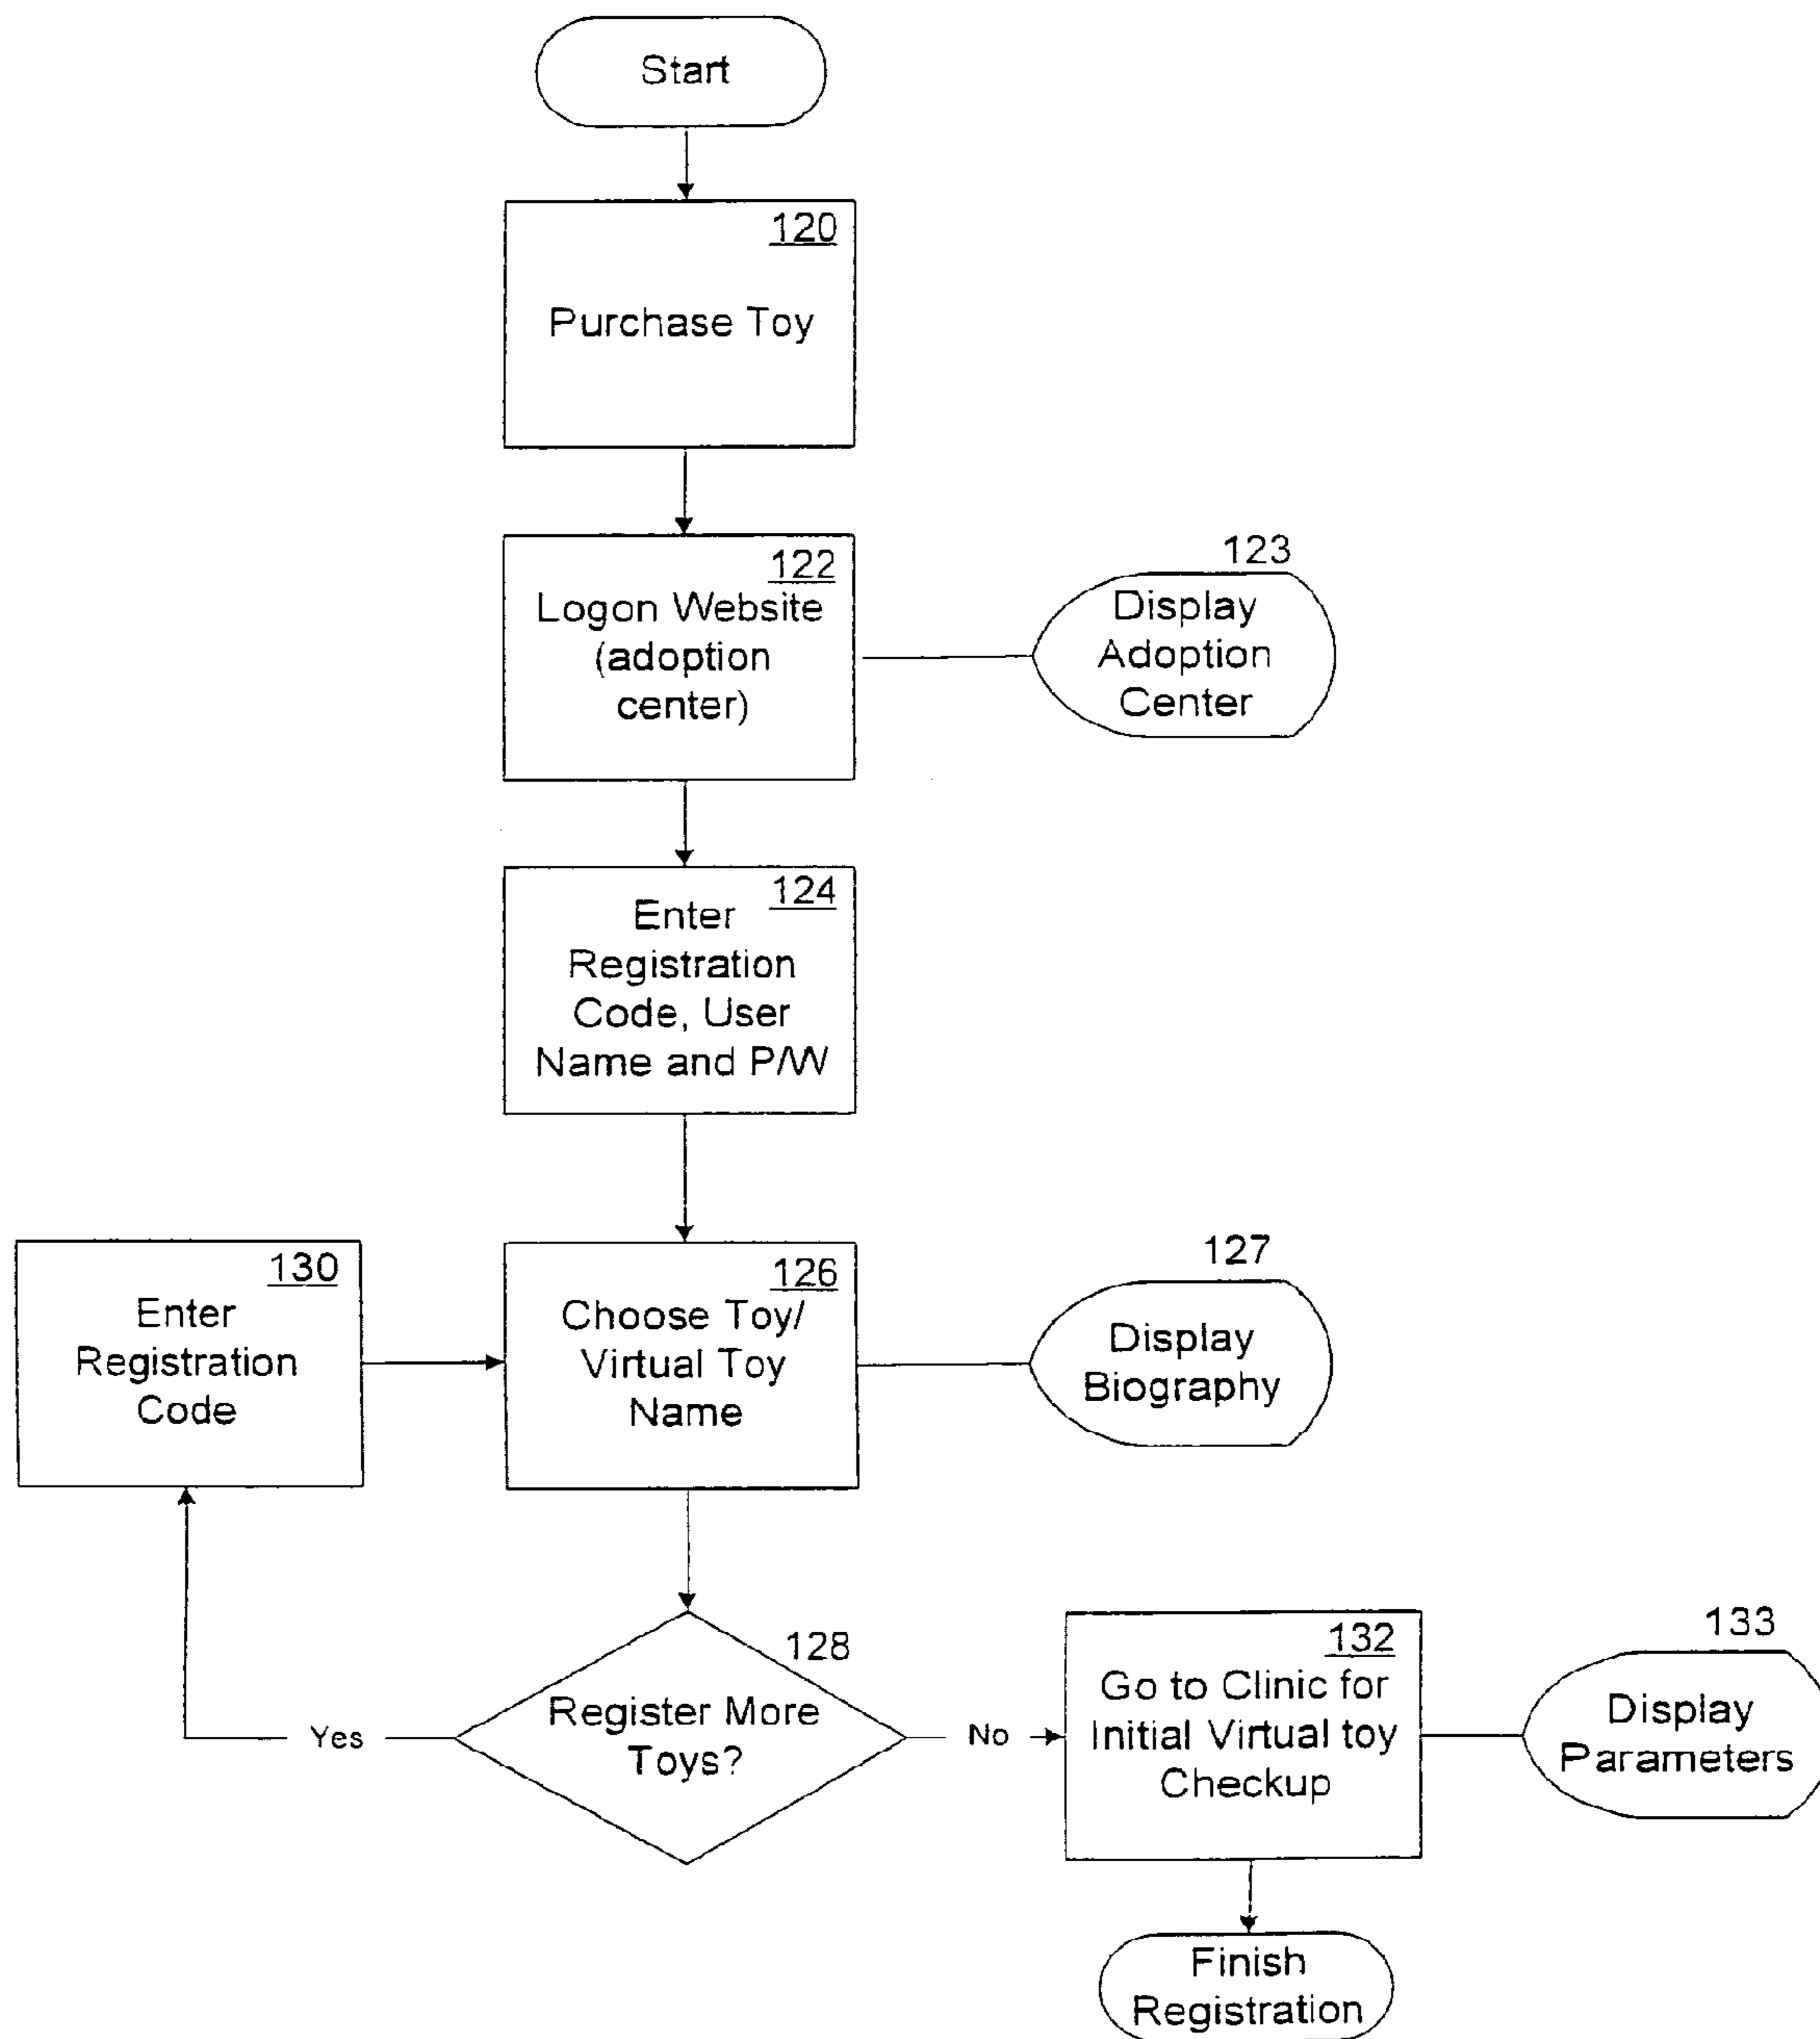 Start
120
Purchase Toy
122
Logon Website
(adoption
center)
123
Display
Adoption
Center
124
Enter
Registration
Code, User
Name and P/W
130
Enter
Registration
Code
126
Choose Toy/
Virtual Toy
Name
127
Display
Biography
128
Register More
Toys?
Yes
No
132
Go to Clinic for
Initial Virtual toy
Checkup
133
Display
Parameters
Finish
Registration